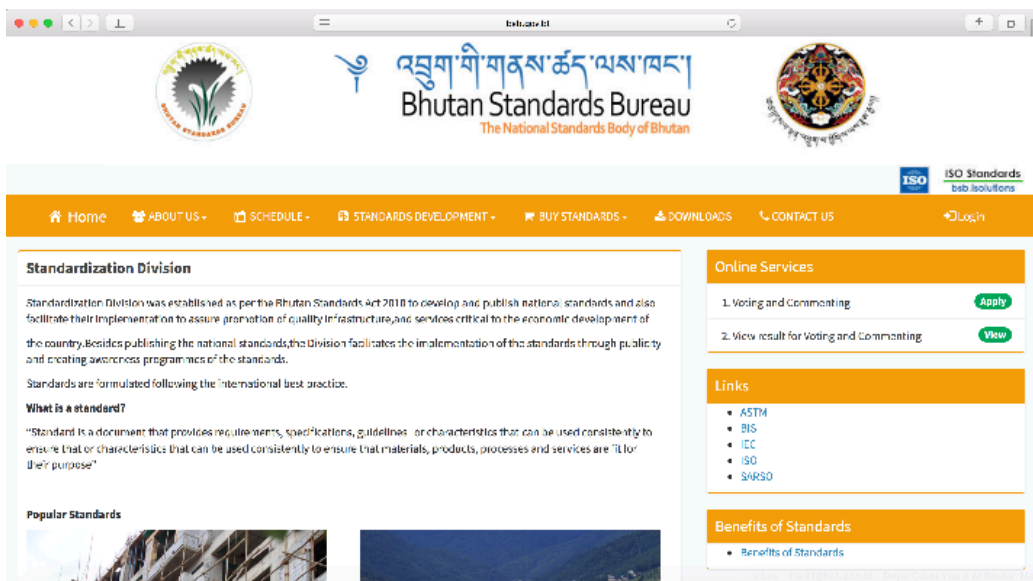 འབྲུག་གི་གནས་ཚད་ལས་ཁང་།
Bhutan Standards Bureau
The National Standards Body of Bhutan
BHUTAN STANDARDS BUREAU
ISO
ISO Standards
bsb.isolutions
Home
ABOUT US
SCHEDULE
STANDARDS DEVELOPMENT
BUY STANDARDS
DOWNLOADS
CONTACT US
Login
Standardization Division
Standardization Division was established as per the Bhutan Standards Act 2010 to develop and publish national standards and also
facilitate their implementation to assure promotion of quality infrastructure,and services critical to the economic development of
the country.Besides publishing the national standards,the Division facilitates the implementation of the standards through publicity
and creating awareness programmes of the standards.
Standards are formulated following the international best practice.
What is a standard?
"Standard is a document that provides requirements, specifications, guidelines or characteristics that can be used consistently to
ensure that or characteristics that can be used consistently to ensure that materials, products, processes and services are fit for
their purpose"
Popular Standards
Online Services
1. Voting and Commenting Apply
2. View result for Voting and Commenting View
Links
ASTM
BIS
IEC
ISO
SARSO
Benefits of Standards
Benefits of Standards